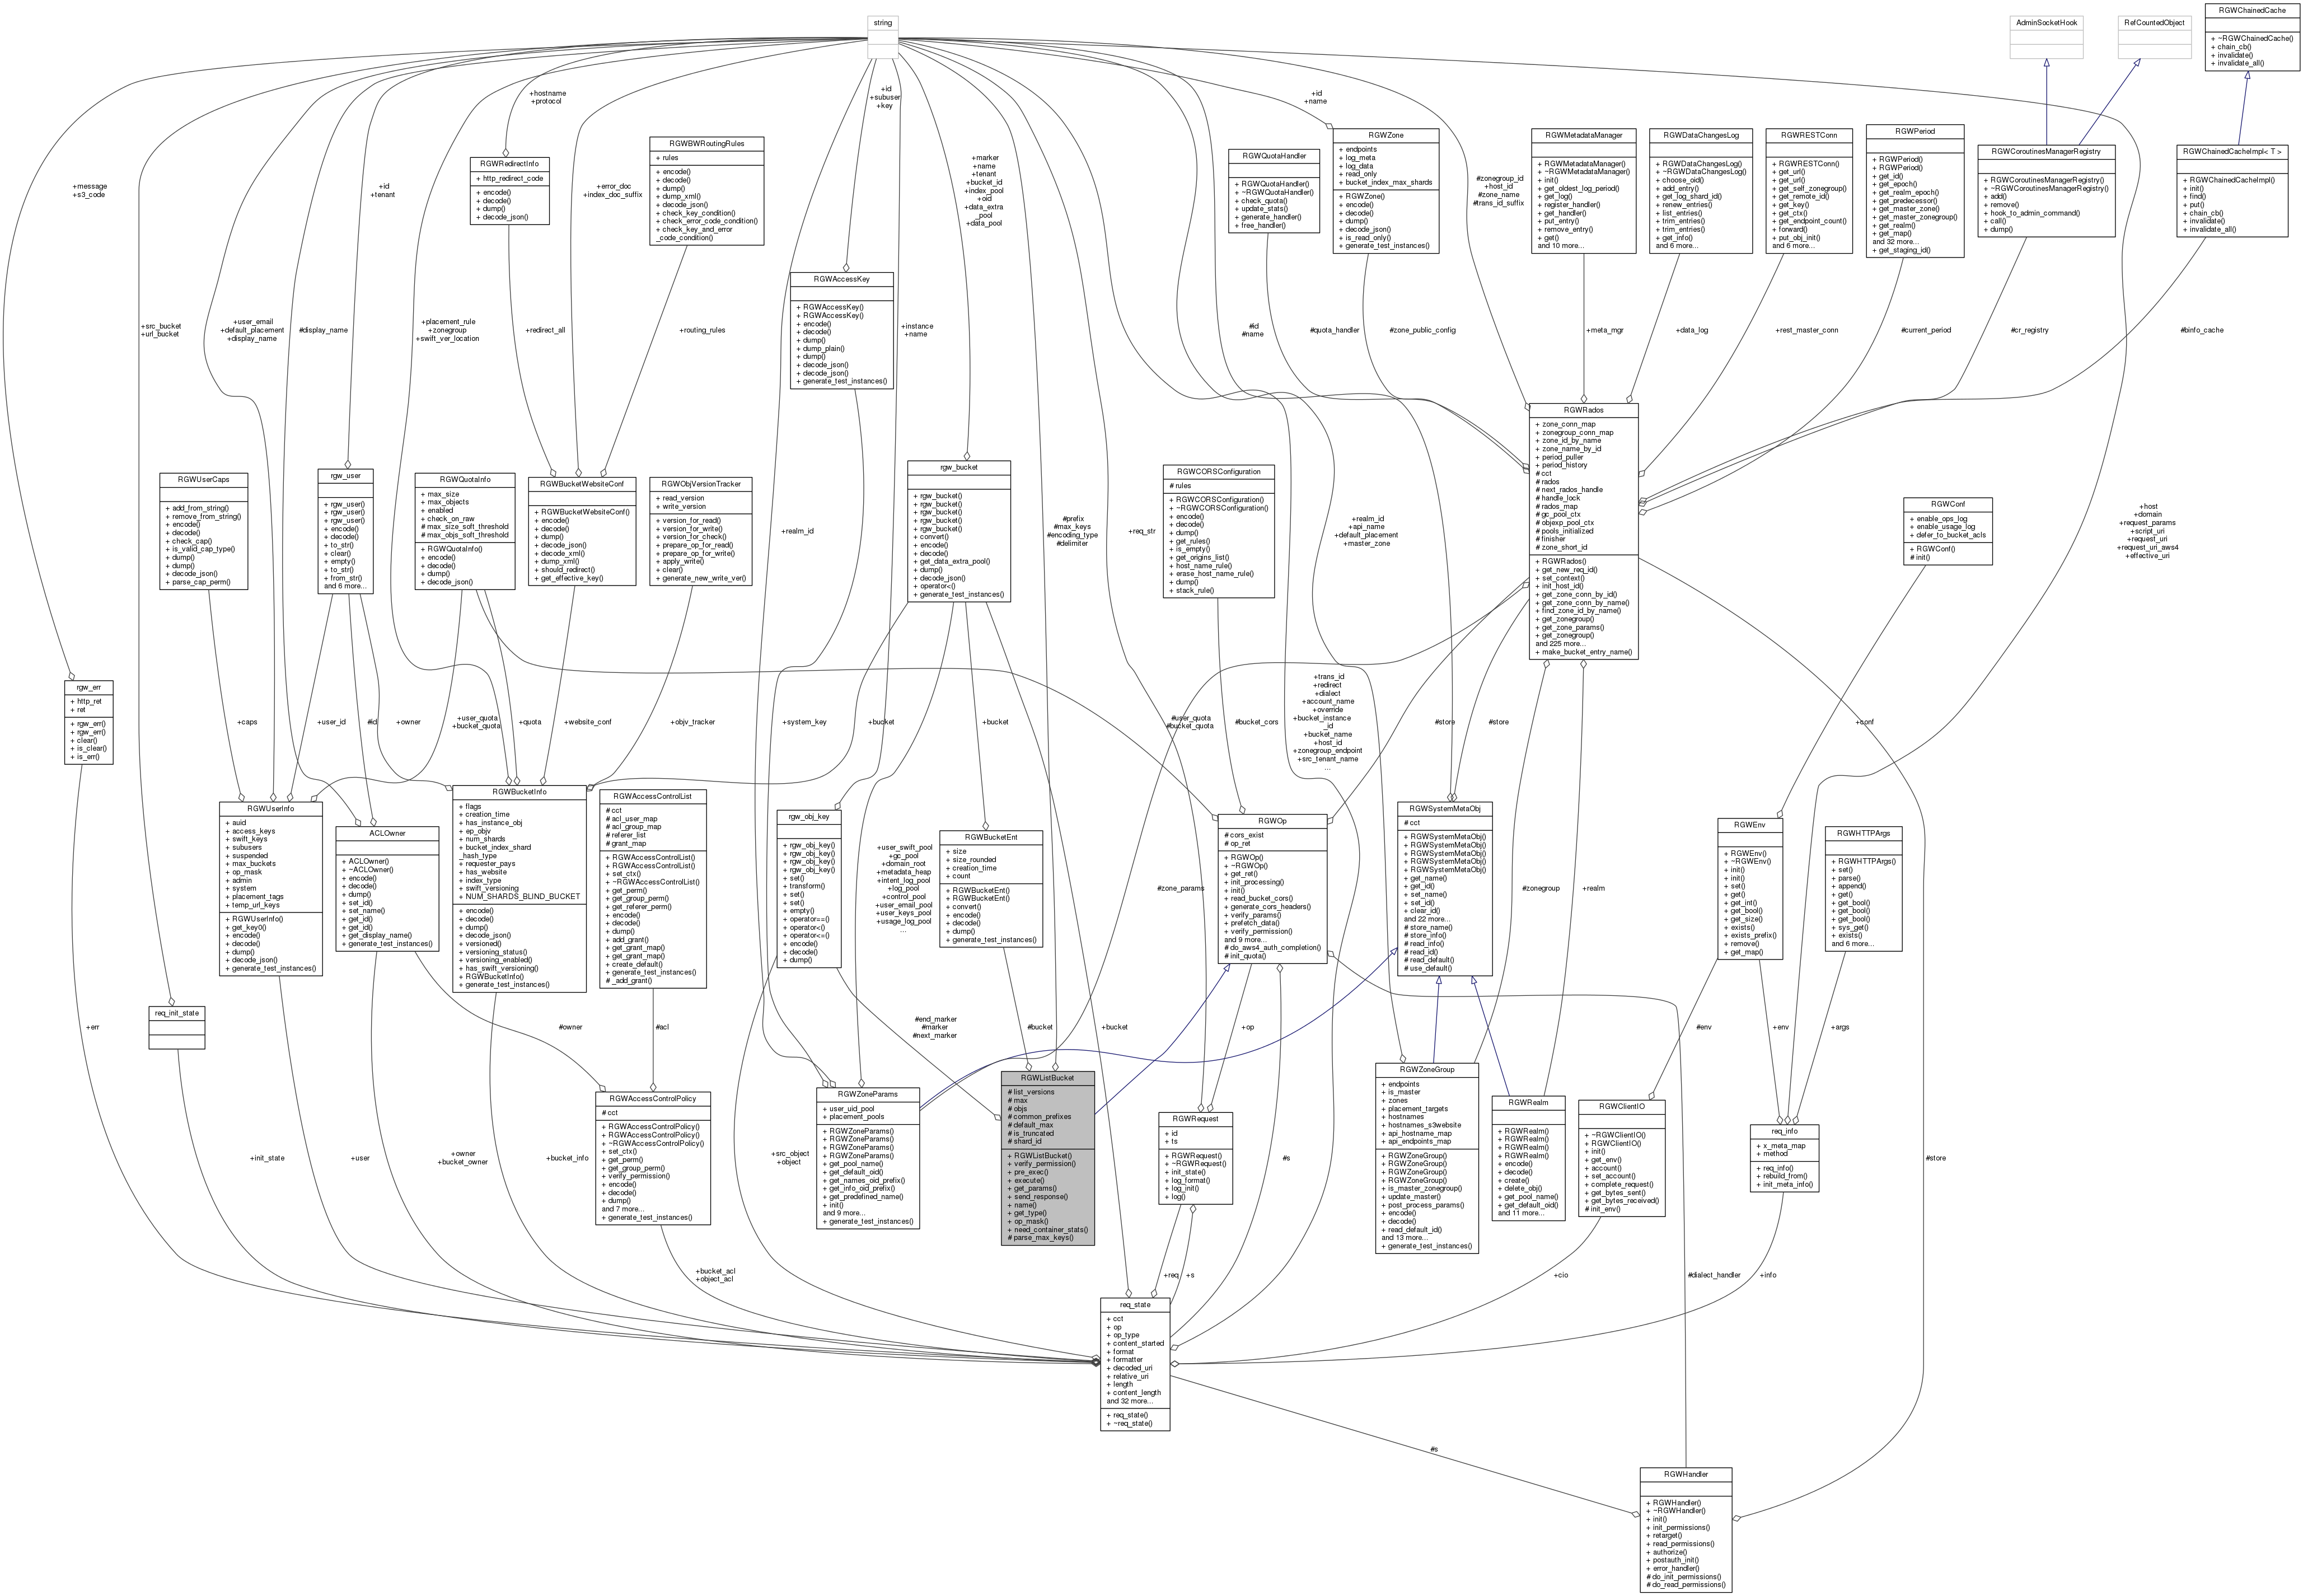 string
AdminSocketHook
RefCountedObject
RGWChainedCache
+ ~RGWChainedCache()
+ chain_cb()
+ invalidate()
+ invalidate_all()
+message
+s3_code
+src_bucket
+url_bucket
+user_email
+default_placement
+display_name
#display_name
+id
+tenant
+placement_rule
+zonegroup
+swift_ver_location
+hostname
+protocol
RGWRedirectInfo
+ http_redirect_code
+ encode()
+ decode()
+ dump()
+ decode_json()
+redirect_all
+error_doc
+index_doc_suffix
RGWBWRoutingRules
+ rules
+ encode()
+ decode()
+ dump()
+ dump_xml()
+ decode_json()
+ check_key_condition()
+ check_error_code_condition()
+ check_key_and_error
_code_condition()
+routing_rules
+id
+subuser
+key
RGWAccessKey
+ RGWAccessKey()
+ RGWAccessKey()
+ encode()
+ decode()
+ dump()
+ dump_plain()
+ dump()
+ decode_json()
+ decode_json()
+ generate_test_instances()
+instance
+name
+marker
+name
+tenant
+bucket_id
+index_pool
+oid
+data_extra
_pool
+data_pool
+id
+name
RGWQuotaHandler
+ RGWQuotaHandler()
+ ~RGWQuotaHandler()
+ check_quota()
+ update_stats()
+ generate_handler()
+ free_handler()
#id
#name
#quota_handler
RGWZone
+ endpoints
+ log_meta
+ log_data
+ read_only
+ bucket_index_max_shards
+ RGWZone()
+ encode()
+ decode()
+ dump()
+ decode_json()
+ is_read_only()
+ generate_test_instances()
#zone_public_config
#zonegroup_id
+host_id
#zone_name
#trans_id_suffix
RGWMetadataManager
+ RGWMetadataManager()
+ ~RGWMetadataManager()
+ init()
+ get_oldest_log_period()
+ get_log()
+ register_handler()
+ get_handler()
+ put_entry()
+ remove_entry()
+ get()
and 10 more...
+meta_mgr
RGWDataChangesLog
+ RGWDataChangesLog()
+ ~RGWDataChangesLog()
+ choose_oid()
+ add_entry()
+ get_log_shard_id()
+ renew_entries()
+ list_entries()
+ trim_entries()
+ trim_entries()
+ get_info()
and 6 more...
+data_log
RGWRESTConn
+ RGWRESTConn()
+ get_url()
+ get_url()
+ get_self_zonegroup()
+ get_remote_id()
+ get_key()
+ get_ctx()
+ get_endpoint_count()
+ forward()
+ put_obj_init()
and 6 more...
+rest_master_conn
RGWPeriod
+ RGWPeriod()
+ RGWPeriod()
+ get_id()
+ get_epoch()
+ get_realm_epoch()
+ get_predecessor()
+ get_master_zone()
+ get_master_zonegroup()
+ get_realm()
+ get_map()
and 32 more...
+ get_staging_id()
#current_period
RGWCoroutinesManagerRegistry
+ RGWCoroutinesManagerRegistry()
+ ~RGWCoroutinesManagerRegistry()
+ add()
+ remove()
+ hook_to_admin_command()
+ call()
+ dump()
#cr_registry
RGWChainedCacheImpl< T >
+ RGWChainedCacheImpl()
+ init()
+ find()
+ put()
+ chain_cb()
+ invalidate()
+ invalidate_all()
#binfo_cache
RGWUserCaps
+ add_from_string()
+ remove_from_string()
+ encode()
+ decode()
+ check_cap()
+ is_valid_cap_type()
+ dump()
+ dump()
+ decode_json()
+ parse_cap_perm()
rgw_user
+ rgw_user()
+ rgw_user()
+ rgw_user()
+ encode()
+ decode()
+ to_str()
+ clear()
+ empty()
+ to_str()
+ from_str()
and 6 more...
RGWQuotaInfo
+ max_size
+ max_objects
+ enabled
+ check_on_raw
# max_size_soft_threshold
# max_objs_soft_threshold
+ RGWQuotaInfo()
+ encode()
+ decode()
+ dump()
+ decode_json()
RGWBucketWebsiteConf
+ RGWBucketWebsiteConf()
+ encode()
+ decode()
+ dump()
+ decode_json()
+ decode_xml()
+ dump_xml()
+ should_redirect()
+ get_effective_key()
RGWObjVersionTracker
+ read_version
+ write_version
+ version_for_read()
+ version_for_write()
+ version_for_check()
+ prepare_op_for_read()
+ prepare_op_for_write()
+ apply_write()
+ clear()
+ generate_new_write_ver()
+realm_id
rgw_bucket
+ rgw_bucket()
+ rgw_bucket()
+ rgw_bucket()
+ rgw_bucket()
+ rgw_bucket()
+ convert()
+ encode()
+ decode()
+ get_data_extra_pool()
+ dump()
+ decode_json()
+ operator<()
+ generate_test_instances()
#prefix
#max_keys
#encoding_type
#delimiter
+req_str
RGWCORSConfiguration
# rules
+ RGWCORSConfiguration()
+ ~RGWCORSConfiguration()
+ encode()
+ decode()
+ dump()
+ get_rules()
+ is_empty()
+ get_origins_list()
+ host_name_rule()
+ erase_host_name_rule()
+ dump()
+ stack_rule()
+realm_id
+api_name
+default_placement
+master_zone
RGWRados
+ zone_conn_map
+ zonegroup_conn_map
+ zone_id_by_name
+ zone_name_by_id
+ period_puller
+ period_history
# cct
# rados
# next_rados_handle
# handle_lock
# rados_map
# gc_pool_ctx
# objexp_pool_ctx
# pools_initialized
# finisher
# zone_short_id
+ RGWRados()
+ get_new_req_id()
+ set_context()
+ init_host_id()
+ get_zone_conn_by_id()
+ get_zone_conn_by_name()
+ find_zone_id_by_name()
+ get_zonegroup()
+ get_zone_params()
+ get_zonegroup()
and 225 more...
+ make_bucket_entry_name()
RGWConf
+ enable_ops_log
+ enable_usage_log
+ defer_to_bucket_acls
+ RGWConf()
# init()
+host
+domain
+request_params
+script_uri
+request_uri
+request_uri_aws4
+effective_uri
rgw_err
+ http_ret
+ ret
+ rgw_err()
+ rgw_err()
+ clear()
+ is_clear()
+ is_err()
+caps
+user_id
#id
+owner
+user_quota
+bucket_quota
+quota
+website_conf
+objv_tracker
+system_key
+bucket
+bucket
#user_quota
#bucket_quota
#bucket_cors
+trans_id
+redirect
+dialect
+account_name
+override
+bucket_instance
_id
+bucket_name
+host_id
+zonegroup_endpoint
+src_tenant_name
...
#store
#store
+conf
RGWUserInfo
+ auid
+ access_keys
+ swift_keys
+ subusers
+ suspended
+ max_buckets
+ op_mask
+ admin
+ system
+ placement_tags
+ temp_url_keys
+ RGWUserInfo()
+ get_key0()
+ encode()
+ decode()
+ dump()
+ decode_json()
+ generate_test_instances()
ACLOwner
+ ACLOwner()
+ ~ACLOwner()
+ encode()
+ decode()
+ dump()
+ set_id()
+ set_name()
+ get_id()
+ get_id()
+ get_display_name()
+ generate_test_instances()
RGWBucketInfo
+ flags
+ creation_time
+ has_instance_obj
+ ep_objv
+ num_shards
+ bucket_index_shard
_hash_type
+ requester_pays
+ has_website
+ index_type
+ swift_versioning
+ NUM_SHARDS_BLIND_BUCKET
+ encode()
+ decode()
+ dump()
+ decode_json()
+ versioned()
+ versioning_status()
+ versioning_enabled()
+ has_swift_versioning()
+ RGWBucketInfo()
+ generate_test_instances()
RGWAccessControlList
# cct
# acl_user_map
# acl_group_map
# referer_list
# grant_map
+ RGWAccessControlList()
+ RGWAccessControlList()
+ set_ctx()
+ ~RGWAccessControlList()
+ get_perm()
+ get_group_perm()
+ get_referer_perm()
+ encode()
+ decode()
+ dump()
+ add_grant()
+ get_grant_map()
+ get_grant_map()
+ create_default()
+ generate_test_instances()
# _add_grant()
rgw_obj_key
+ rgw_obj_key()
+ rgw_obj_key()
+ rgw_obj_key()
+ rgw_obj_key()
+ set()
+ transform()
+ set()
+ set()
+ empty()
+ operator==()
+ operator<()
+ operator<=()
+ encode()
+ decode()
+ dump()
+user_swift_pool
+gc_pool
+domain_root
+metadata_heap
+intent_log_pool
+log_pool
+control_pool
+user_email_pool
+user_keys_pool
+usage_log_pool
...
RGWBucketEnt
+ size
+ size_rounded
+ creation_time
+ count
+ RGWBucketEnt()
+ RGWBucketEnt()
+ convert()
+ encode()
+ decode()
+ dump()
+ generate_test_instances()
#zone_params
RGWOp
# cors_exist
# op_ret
+ RGWOp()
+ ~RGWOp()
+ get_ret()
+ init_processing()
+ init()
+ read_bucket_cors()
+ generate_cors_headers()
+ verify_params()
+ prefetch_data()
+ verify_permission()
and 9 more...
# do_aws4_auth_completion()
# init_quota()
RGWSystemMetaObj
# cct
+ RGWSystemMetaObj()
+ RGWSystemMetaObj()
+ RGWSystemMetaObj()
+ RGWSystemMetaObj()
+ RGWSystemMetaObj()
+ get_name()
+ get_id()
+ set_name()
+ set_id()
+ clear_id()
and 22 more...
# store_name()
# store_info()
# read_info()
# read_id()
# read_default()
# use_default()
#zonegroup
+realm
RGWEnv
+ RGWEnv()
+ ~RGWEnv()
+ init()
+ init()
+ set()
+ get()
+ get_int()
+ get_bool()
+ get_size()
+ exists()
+ exists_prefix()
+ remove()
+ get_map()
RGWHTTPArgs
+ RGWHTTPArgs()
+ set()
+ parse()
+ append()
+ get()
+ get_bool()
+ get_bool()
+ get_bool()
+ sys_get()
+ exists()
and 6 more...
req_init_state
+err
#owner
#acl
#end_marker
#marker
#next_marker
#bucket
+bucket
+op
#env
+env
+args
RGWAccessControlPolicy
# cct
+ RGWAccessControlPolicy()
+ RGWAccessControlPolicy()
+ ~RGWAccessControlPolicy()
+ set_ctx()
+ get_perm()
+ get_group_perm()
+ verify_permission()
+ encode()
+ decode()
+ dump()
and 7 more...
+ generate_test_instances()
RGWZoneParams
+ user_uid_pool
+ placement_pools
+ RGWZoneParams()
+ RGWZoneParams()
+ RGWZoneParams()
+ RGWZoneParams()
+ get_pool_name()
+ get_default_oid()
+ get_names_oid_prefix()
+ get_info_oid_prefix()
+ get_predefined_name()
+ init()
and 9 more...
+ generate_test_instances()
RGWListBucket
# list_versions
# max
# objs
# common_prefixes
# default_max
# is_truncated
# shard_id
+ RGWListBucket()
+ verify_permission()
+ pre_exec()
+ execute()
+ get_params()
+ send_response()
+ name()
+ get_type()
+ op_mask()
+ need_container_stats()
# parse_max_keys()
RGWRequest
+ id
+ ts
+ RGWRequest()
+ ~RGWRequest()
+ init_state()
+ log_format()
+ log_init()
+ log()
RGWZoneGroup
+ endpoints
+ is_master
+ zones
+ placement_targets
+ hostnames
+ hostnames_s3website
+ api_hostname_map
+ api_endpoints_map
+ RGWZoneGroup()
+ RGWZoneGroup()
+ RGWZoneGroup()
+ RGWZoneGroup()
+ is_master_zonegroup()
+ update_master()
+ post_process_params()
+ encode()
+ decode()
+ read_default_id()
and 13 more...
+ generate_test_instances()
RGWRealm
+ RGWRealm()
+ RGWRealm()
+ RGWRealm()
+ RGWRealm()
+ encode()
+ decode()
+ create()
+ delete_obj()
+ get_pool_name()
+ get_default_oid()
and 11 more...
RGWClientIO
+ ~RGWClientIO()
+ RGWClientIO()
+ init()
+ get_env()
+ account()
+ set_account()
+ complete_request()
+ get_bytes_sent()
+ get_bytes_received()
# init_env()
req_info
+ x_meta_map
+ method
+ req_info()
+ rebuild_from()
+ init_meta_info()
+init_state
+user
+owner
+bucket_owner
+bucket_info
+src_object
+object
#s
#store
+bucket_acl
+object_acl
+req
+s
+cio
#dialect_handler
+info
req_state
+ cct
+ op
+ op_type
+ content_started
+ format
+ formatter
+ decoded_uri
+ relative_uri
+ length
+ content_length
and 32 more...
+ req_state()
+ ~req_state()
#s
RGWHandler
+ RGWHandler()
+ ~RGWHandler()
+ init()
+ init_permissions()
+ retarget()
+ read_permissions()
+ authorize()
+ postauth_init()
+ error_handler()
# do_init_permissions()
# do_read_permissions()